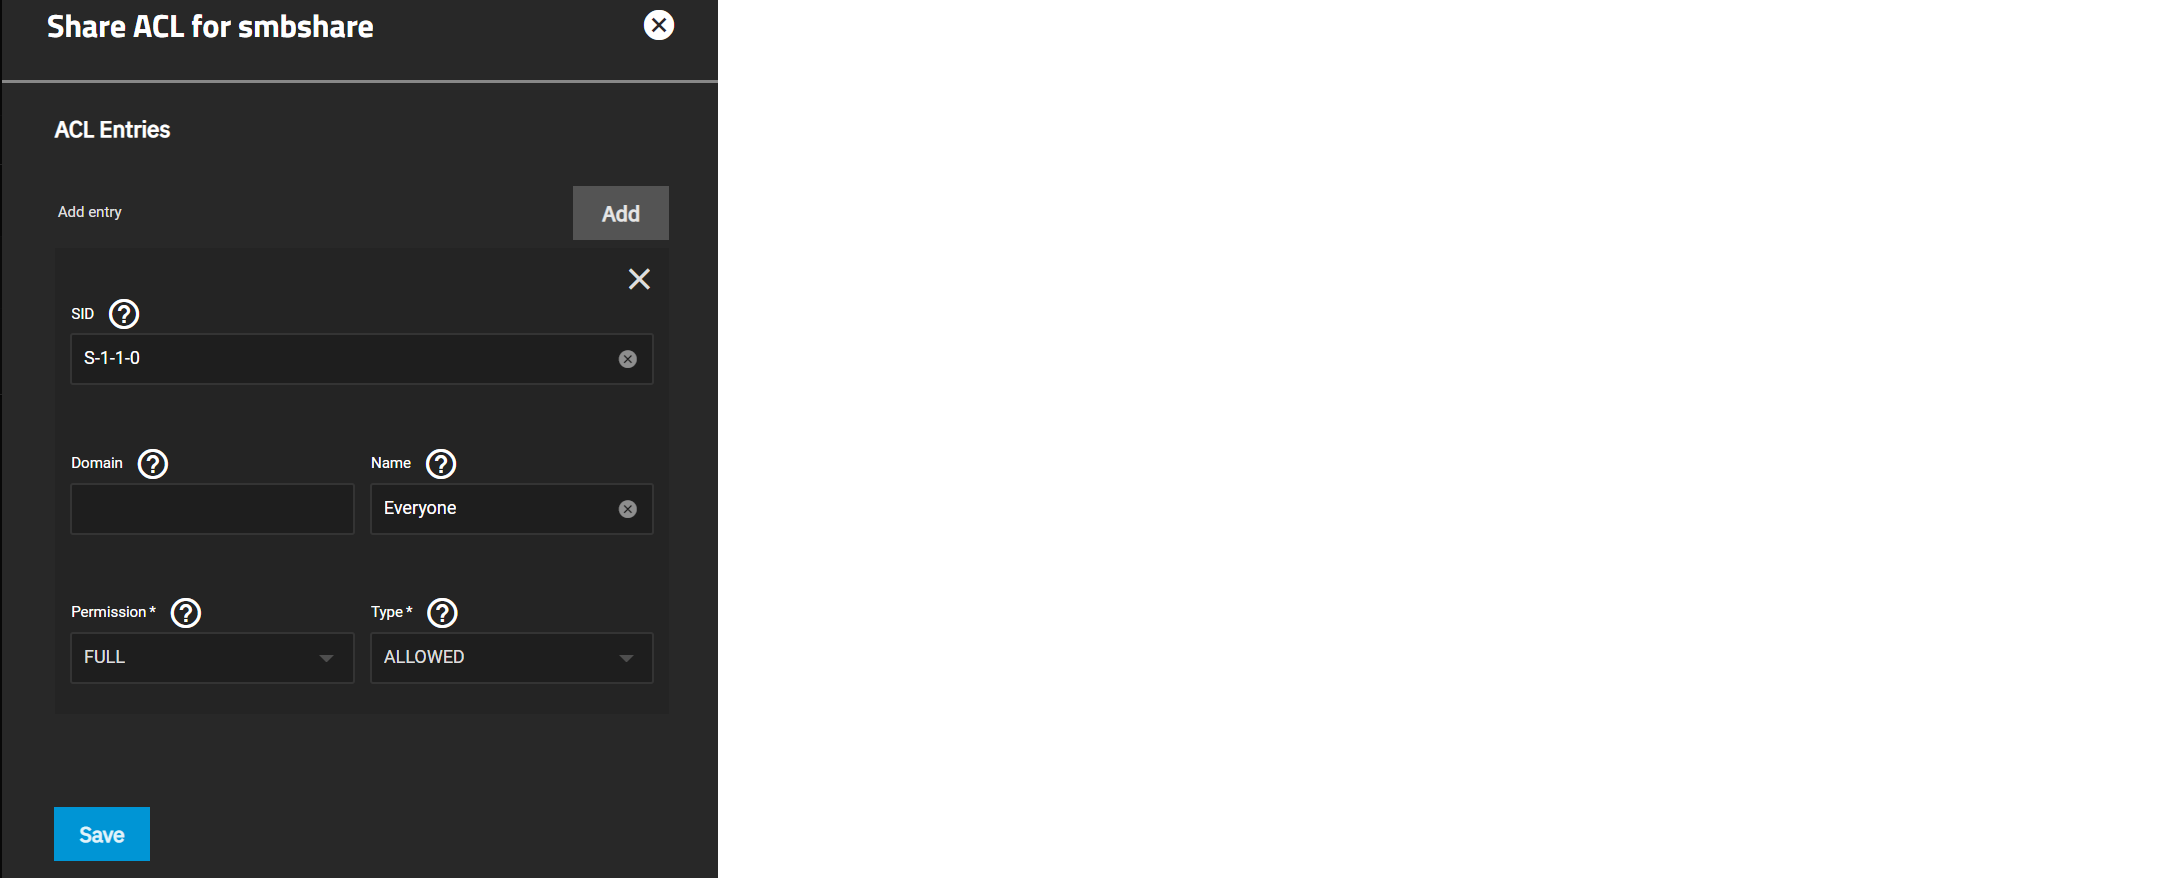 Share ACL for smbshare
ACL Entries
Add entry
Add
SID
S-1-1-0
Domain Name
Everyone
Permission * Type *
FULL ALLOWED
Save